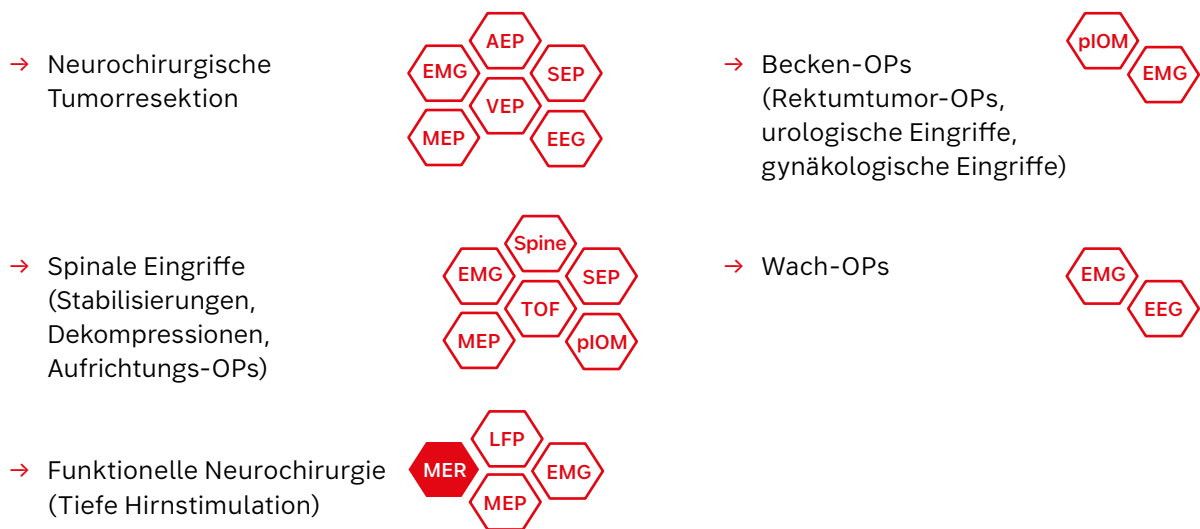 → Neurochirurgische
Tumorresektion
AEP
EMG
SEP
VEP
MEP
EEG
→ Spinale Eingriffe
(Stabilisierungen,
Dekompressionen,
Aufrichtungs-OPs)
Spine
EMG
SEP
TOF
MEP
pIOM
→ Funktionelle Neurochirurgie
(Tiefe Hirnstimulation)
LFP
MER
EMG
MEP
→ Becken-OPs
(Rektumtumor-OPs,
urologische Eingriffe,
gynäkologische Eingriffe)
pIOM
EMG
→ Wach-OPs
EMG
EEG